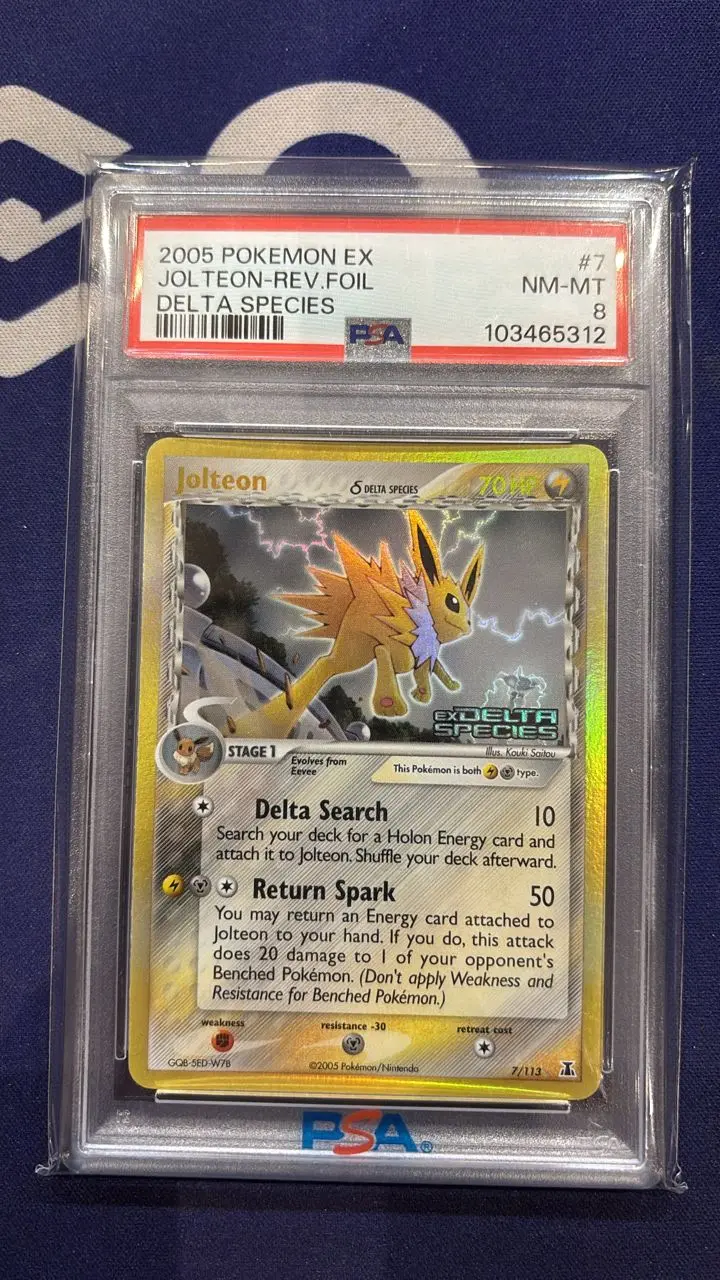 2005 POKEMON EX
JOLTEON-REV.FOIL
DELTA SPECIES
#7
NM-MT
8
103465312
PSA
Jolteon
δ DELTA SPECIES
70 HP
EX DELTA
SPECIES
Illus. Kouki Saitou
STAGE 1
Evolves from
Eevee
This Pokémon is both type.
Delta Search 10
Search your deck for a Holon Energy card and
attach it to Jolteon. Shuffle your deck afterward.
Return Spark 50
You may return an Energy card attached to
Jolteon to your hand. If you do, this attack
does 20 damage to 1 of your opponent's
Benched Pokémon. (Don't apply Weakness and
Resistance for Benched Pokémon.)
weakness
resistance -30
retreat cost
GQB-5ED-W7B
©2005 Pokémon/Nintendo
7/113
PSA®